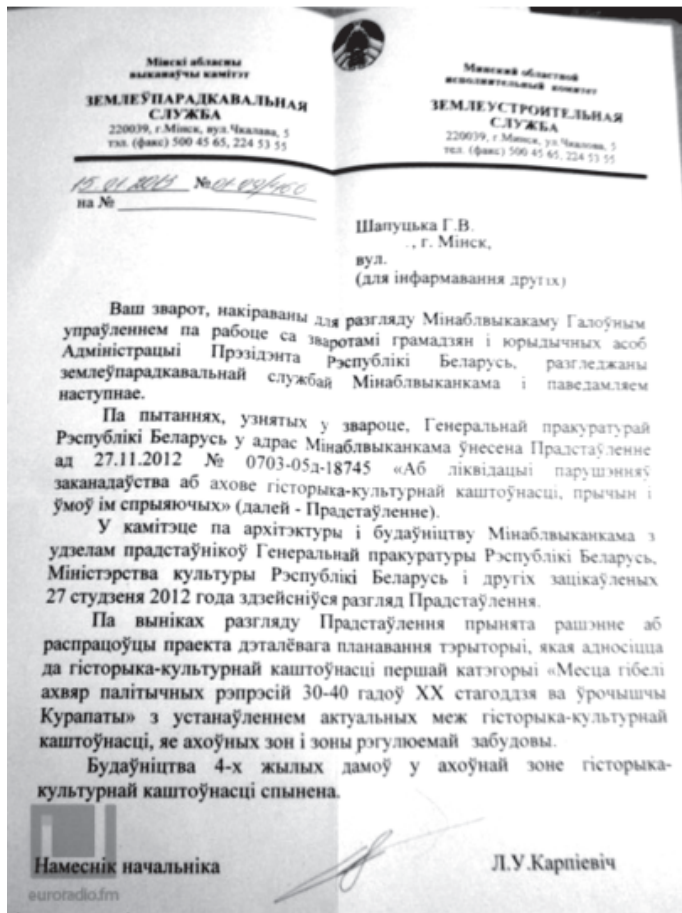 Мінскі абласны
выканаўчы камітэт
ЗЕМЛЕЎПАРАДКАВАЛЬНАЯ
СЛУЖБА
220039, г.Мінск, вул.Чкалава, 5
тэл. (факс) 500 45 65, 224 53 55
Минский областной
исполнительный комитет
ЗЕМЛЕУСТРОИТЕЛЬНАЯ
СЛУЖБА
220039, г.Минск, ул.Чкалова, 5
тел. (факс) 500 45 65, 224 53 55
15.01.2013 №
на №
Шапуцька Г.В.
., г. Мінск,
вул.
(для інфармавання другіх)
Ваш зварот, накіраваны для разгляду Мінаблвыкакаму Галоўным
упраўленнем па рабоце са зваротамі грамадзян і юрыдычных асоб
Адміністрацыі Прэзідэнта Рэспублікі Беларусь, разгледжаны
землеўпарадкавальнай службай Мінаблвыканкама і паведамляем
наступнае.
Па пытаннях, узнятых у звароце, Генеральнай пракуратурай
Рэспублікі Беларусь у адрас Мінаблвыканкама ўнесена Прадстаўленне
ад 27.11.2012 № 0703-05д-18745 «Аб ліквідацыі парушэнняў
заканадаўства аб ахове гісторыка-культурнай каштоўнасці, прычын і
ўмоў ім спрыяючых» (далей - Прадстаўленне).
У камітэце па архітэктуры і будаўніцтву Мінаблвыканкама з
удзелам прадстаўнікоў Генеральнай пракуратуры Рэспублікі Беларусь,
Міністэрства культуры Рэспублікі Беларусь і другіх зацікаўленых
27 студзеня 2012 года здзейсніўся разгляд Прадстаўлення.
Па выніках разгляду Прадстаўлення прынята рашэнне аб
распрацоўцы праекта дэталёвага планавання тэрыторыі, якая адносіцца
да гісторыка-культурнай каштоўнасці першай катэгорыі «Месца гібелі
ахвяр палітычных рэпрэсій 30-40 гадоў XX стагоддзя ва ўрочышчы
Курапаты» з устанаўленнем актуальных меж гісторыка-культурнай
каштоўнасці, яе ахоўных зон і зоны рэгулюемай забудовы.
Будаўніцтва 4-х жылых дамоў у ахоўнай зоне гісторыка-
культурнай каштоўнасці спынена.
Намеснік начальніка
Л.У.Карпіевіч
euroradio.fm